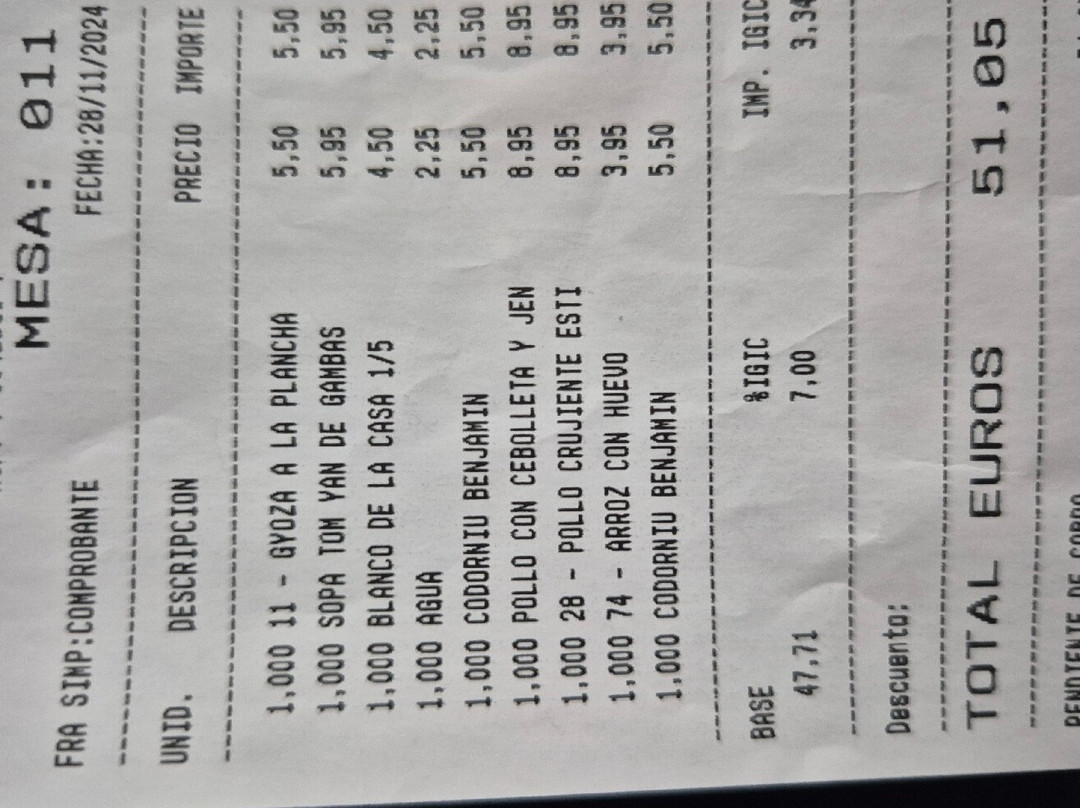 MESA: 011
FRA SIMP:COMPROBANTE FECHA:28/11/2024
UNID. DESCRIPCION PRECIO IMPORTE
1,000 11 - GYOZA A LA PLANCHA 5,50 5,50
1,000 SOPA TOM YAN DE GAMBAS 5,95 5,95
1,000 BLANCO DE LA CASA 1/5 4,50 4,50
1,000 AGUA 2,25 2,25
1,000 CODORNIU BENJAMIN 5,50 5,50
1,000 POLLO CON CEBOLLETA Y JEN 8,95 8,95
1,000 28 - POLLO CRUJIENTE ESTI 8,95 8,95
1,000 74 - ARROZ CON HUEVO 3,95 3,95
1,000 CODORNIU BENJAMIN 5,50 5,50
BASE %IGIC IMP. IGIC
47,71 7,00 3,34
Descuento:
TOTAL EUROS 51,05
PENDIENTE DE COBRO